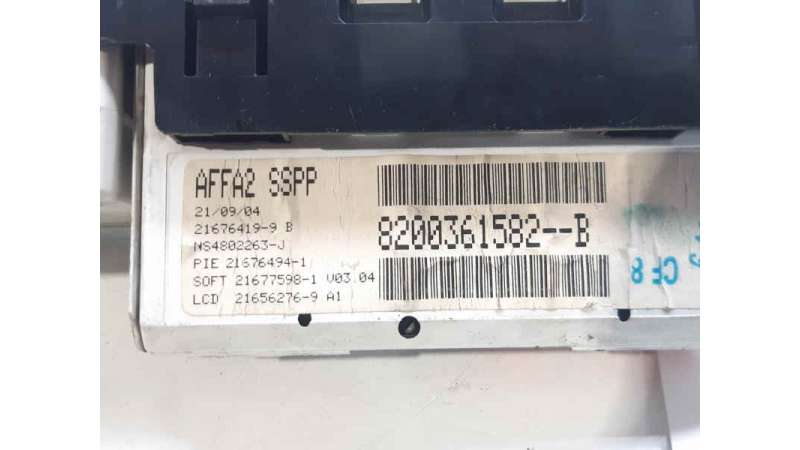 AFFA2 SSPP
21/09/04
21676419-9 B
NS4802263-J
PIE 21676494-1
SOFT 21677598-1 V03.04
LCD 21656276-9 A1
8200361582--B
CF8